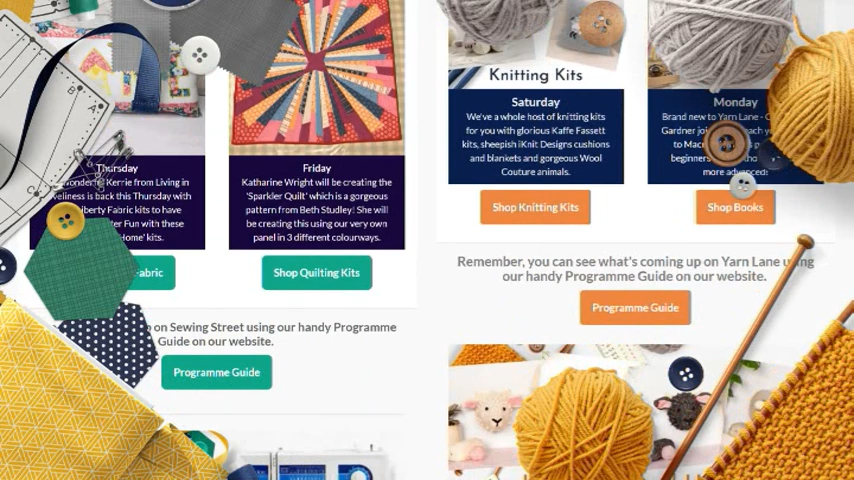 B
A
Thursday
Kerrie from Living in
is back this Thursday with
Fabric kits to have
Fun with these
Home' kits.
Fabric
Friday
Katharine Wright will be creating the
'Sparkler Quilt' which is a gorgeous
pattern from Beth Studley! She will
be creating this using our very own
panel in 3 different colourways.
Shop Quilting Kits
on Sewing Street using our handy Programme
Guide on our website.
Programme Guide
Knitting Kits
Saturday
We've a whole host of knitting kits
for you with glorious Kaffe Fassett
kits, sheepish iKnit Designs cushions
and blankets and gorgeous Wool
Couture animals.
Shop Knitting Kits
Monday
Brand new to Yarn Lane -
Gardner
to
beginners
more advanced!
Shop Books
Remember, you can see what's coming up on Yarn Lane using
our handy Programme Guide on our website.
Programme Guide